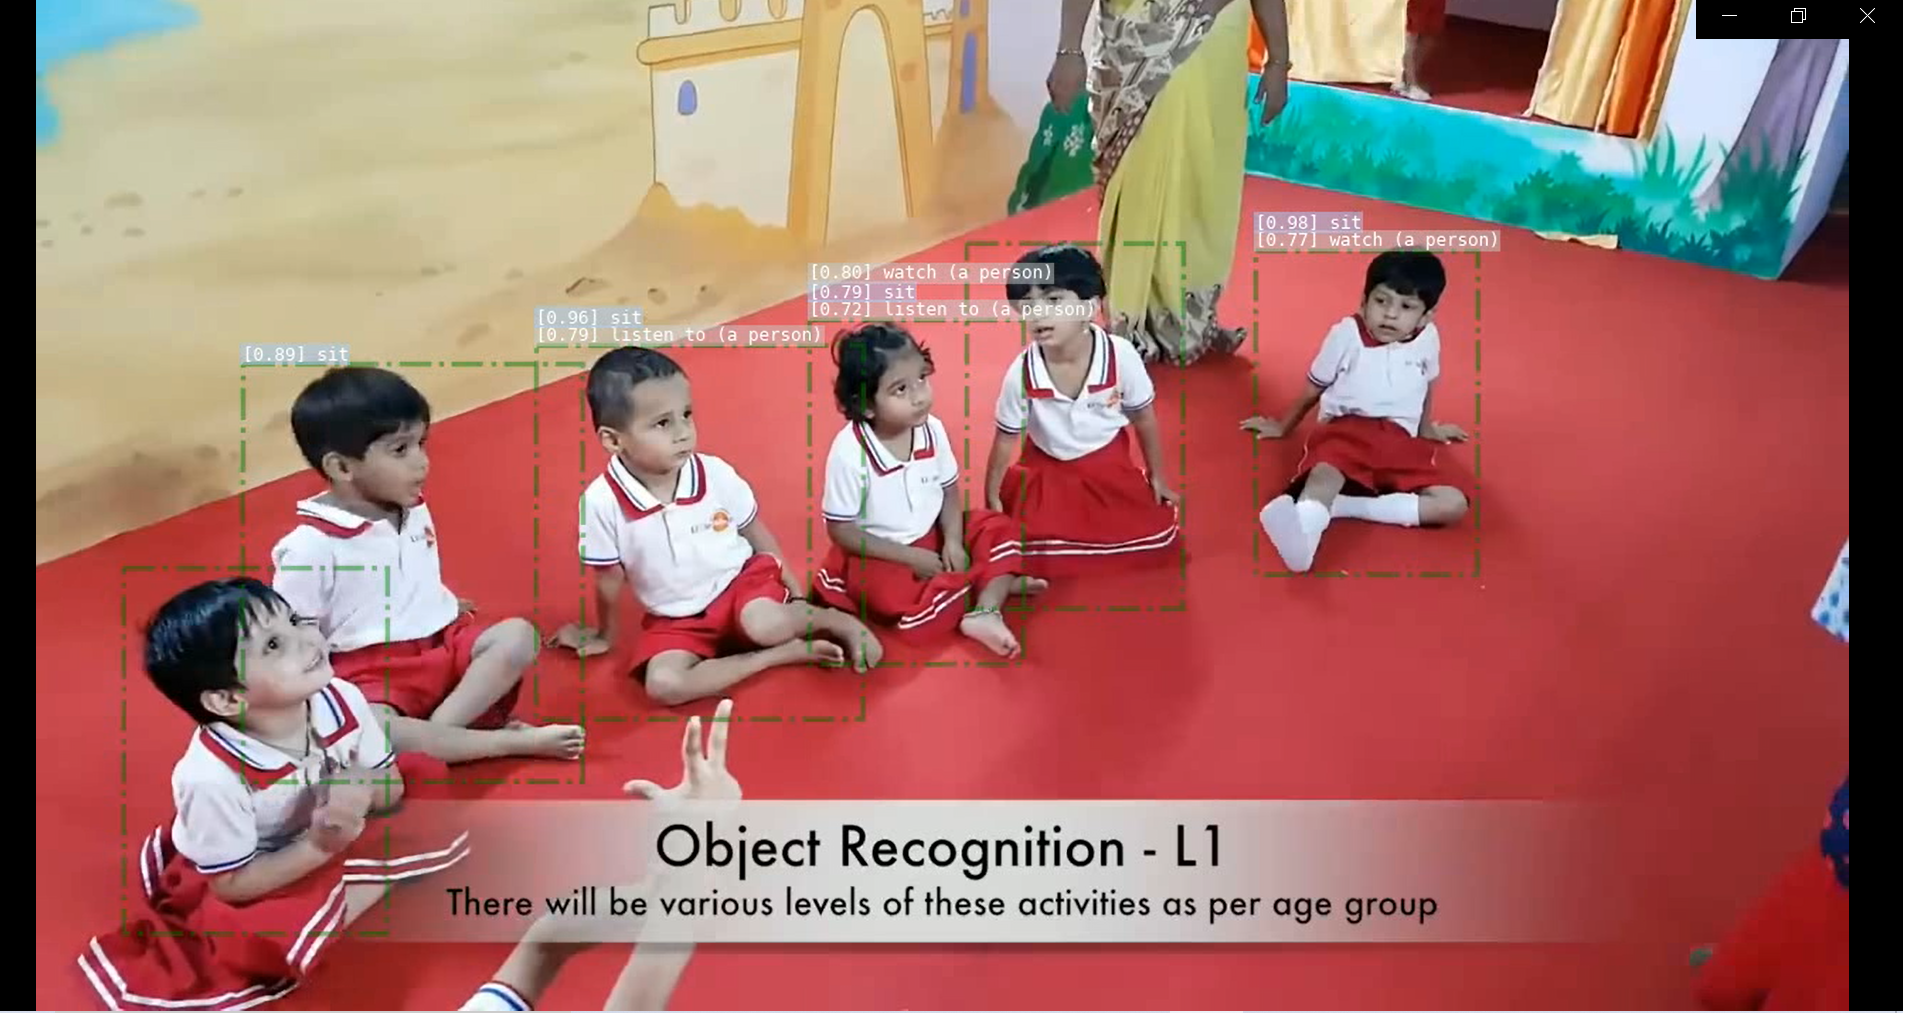 [0.98] sit
[0.77] watch (a person)
[0.80] watch (a person)
[0.79] sit
[0.72] listen to (a person)
[0.96] sit
[0.79] listen to (a person)
[0.89] sit
Object Recognition - L1
There will be various levels of these activities as per age group